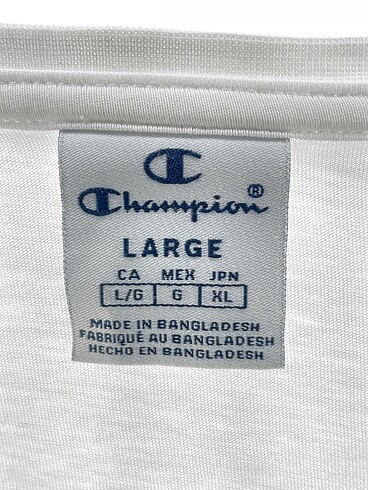 Champion®
LARGE
CA MEX JPN
L/G G XL
MADE IN BANGLADESH
FABRIQUÉ AU BANGLADESH
HECHO EN BANGLADESH